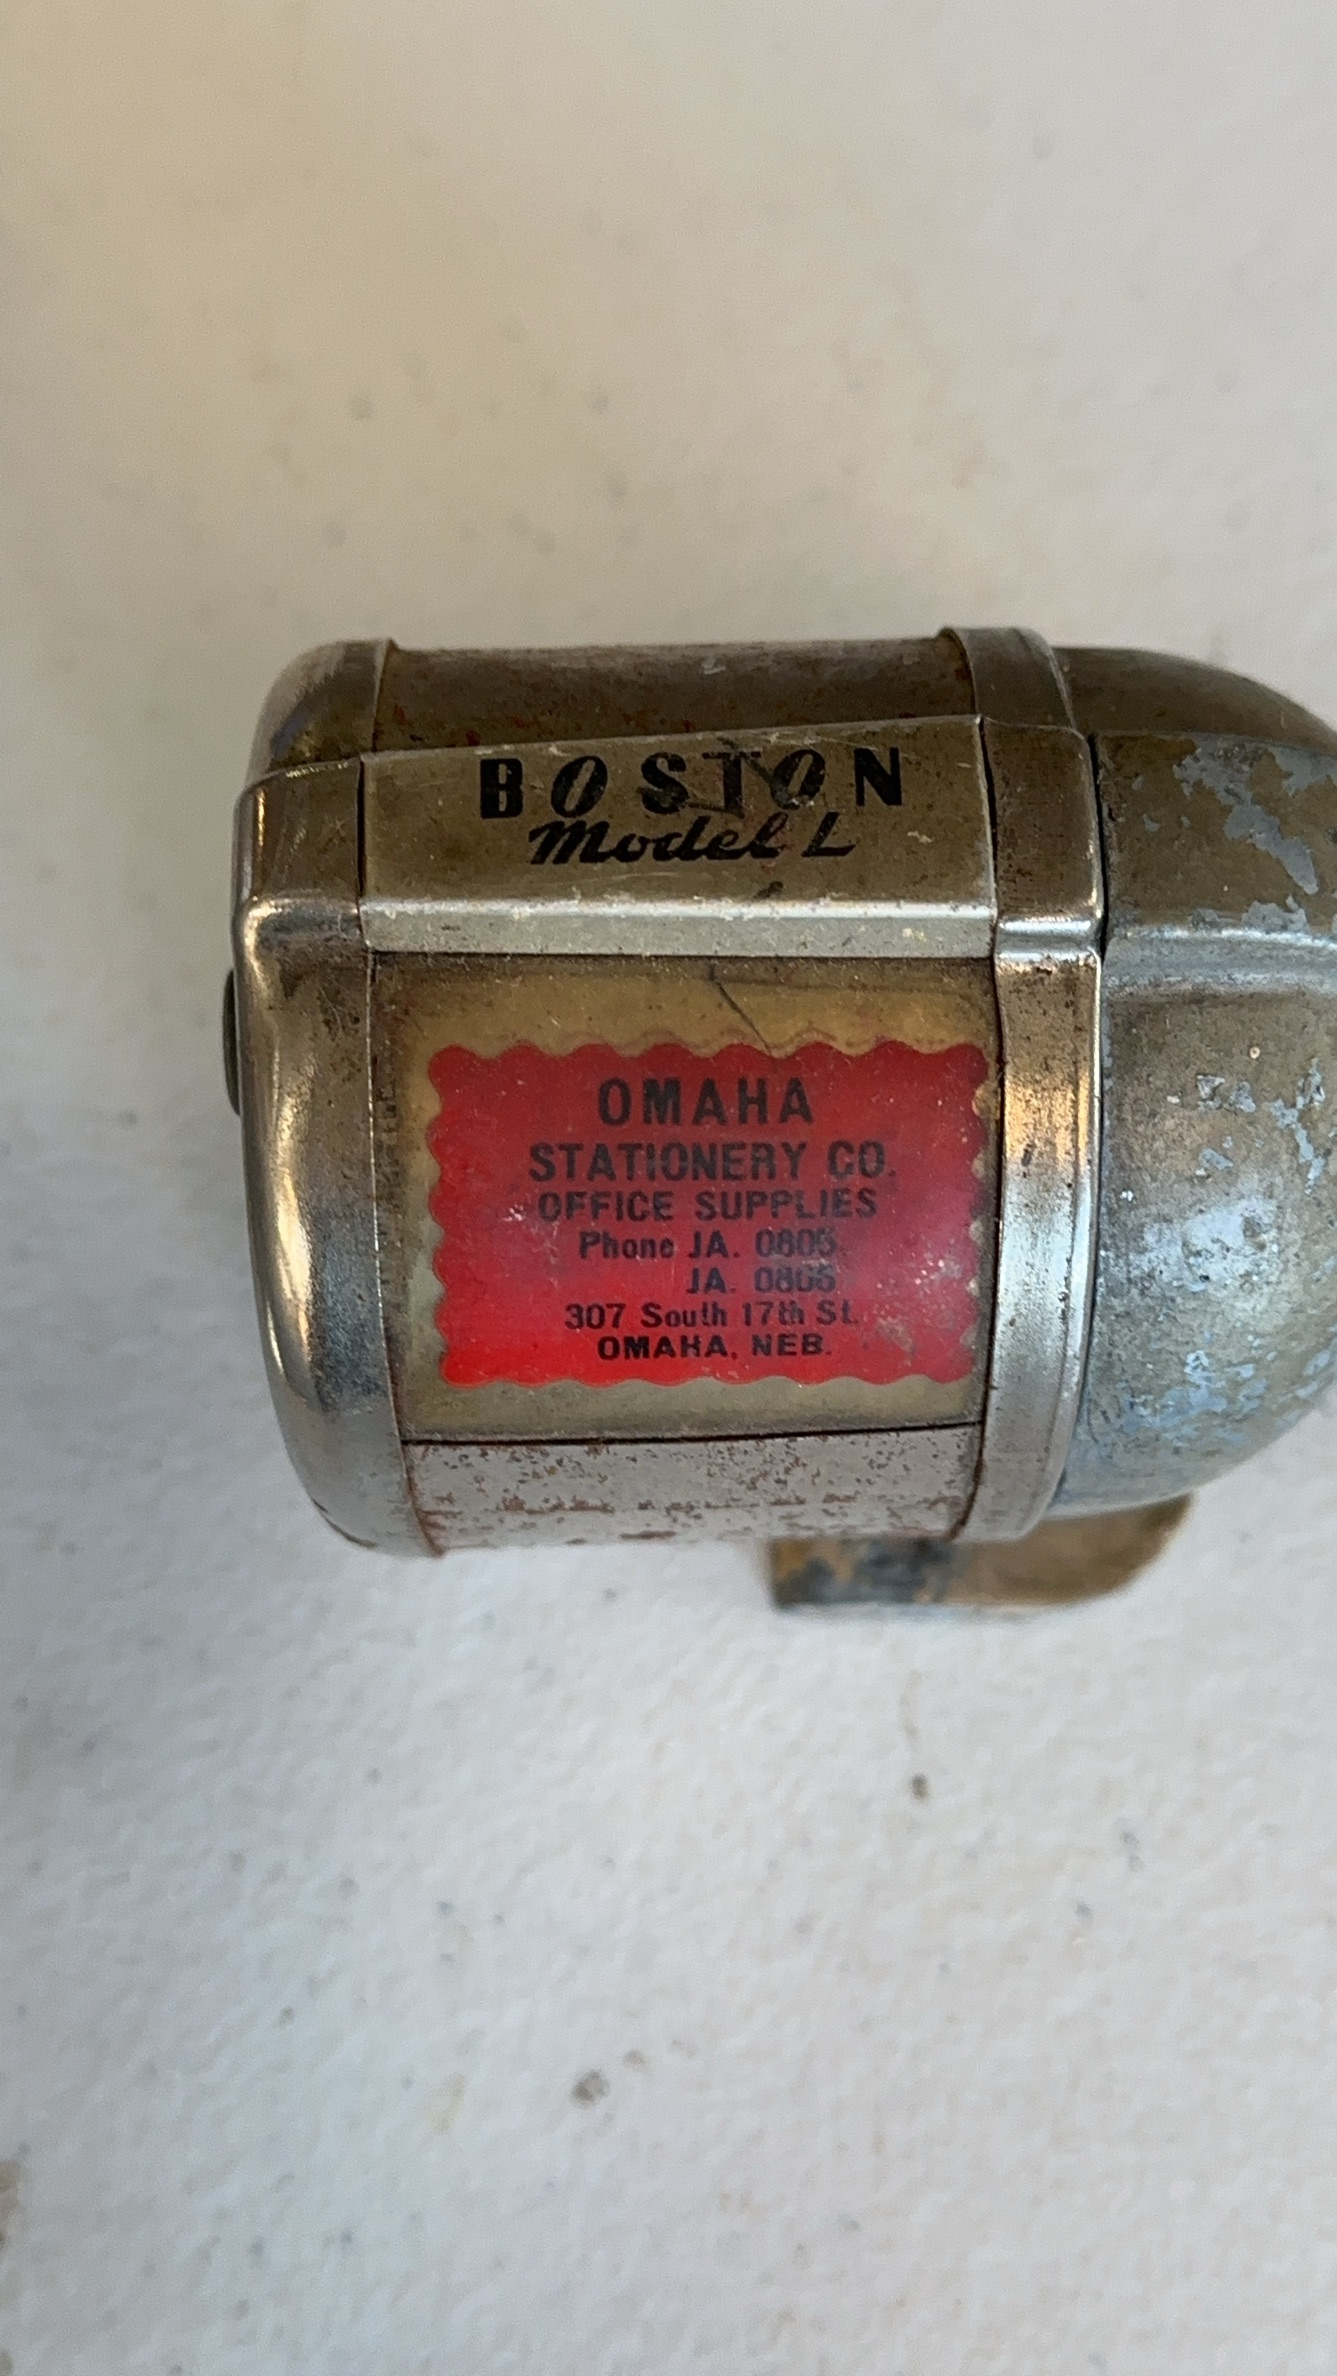 BOSTON
Model L
OMAHA
STATIONERY CO.
OFFICE SUPPLIES
Phone JA. 0805
JA. 0806
307 South 17th St.
OMAHA, NEB.